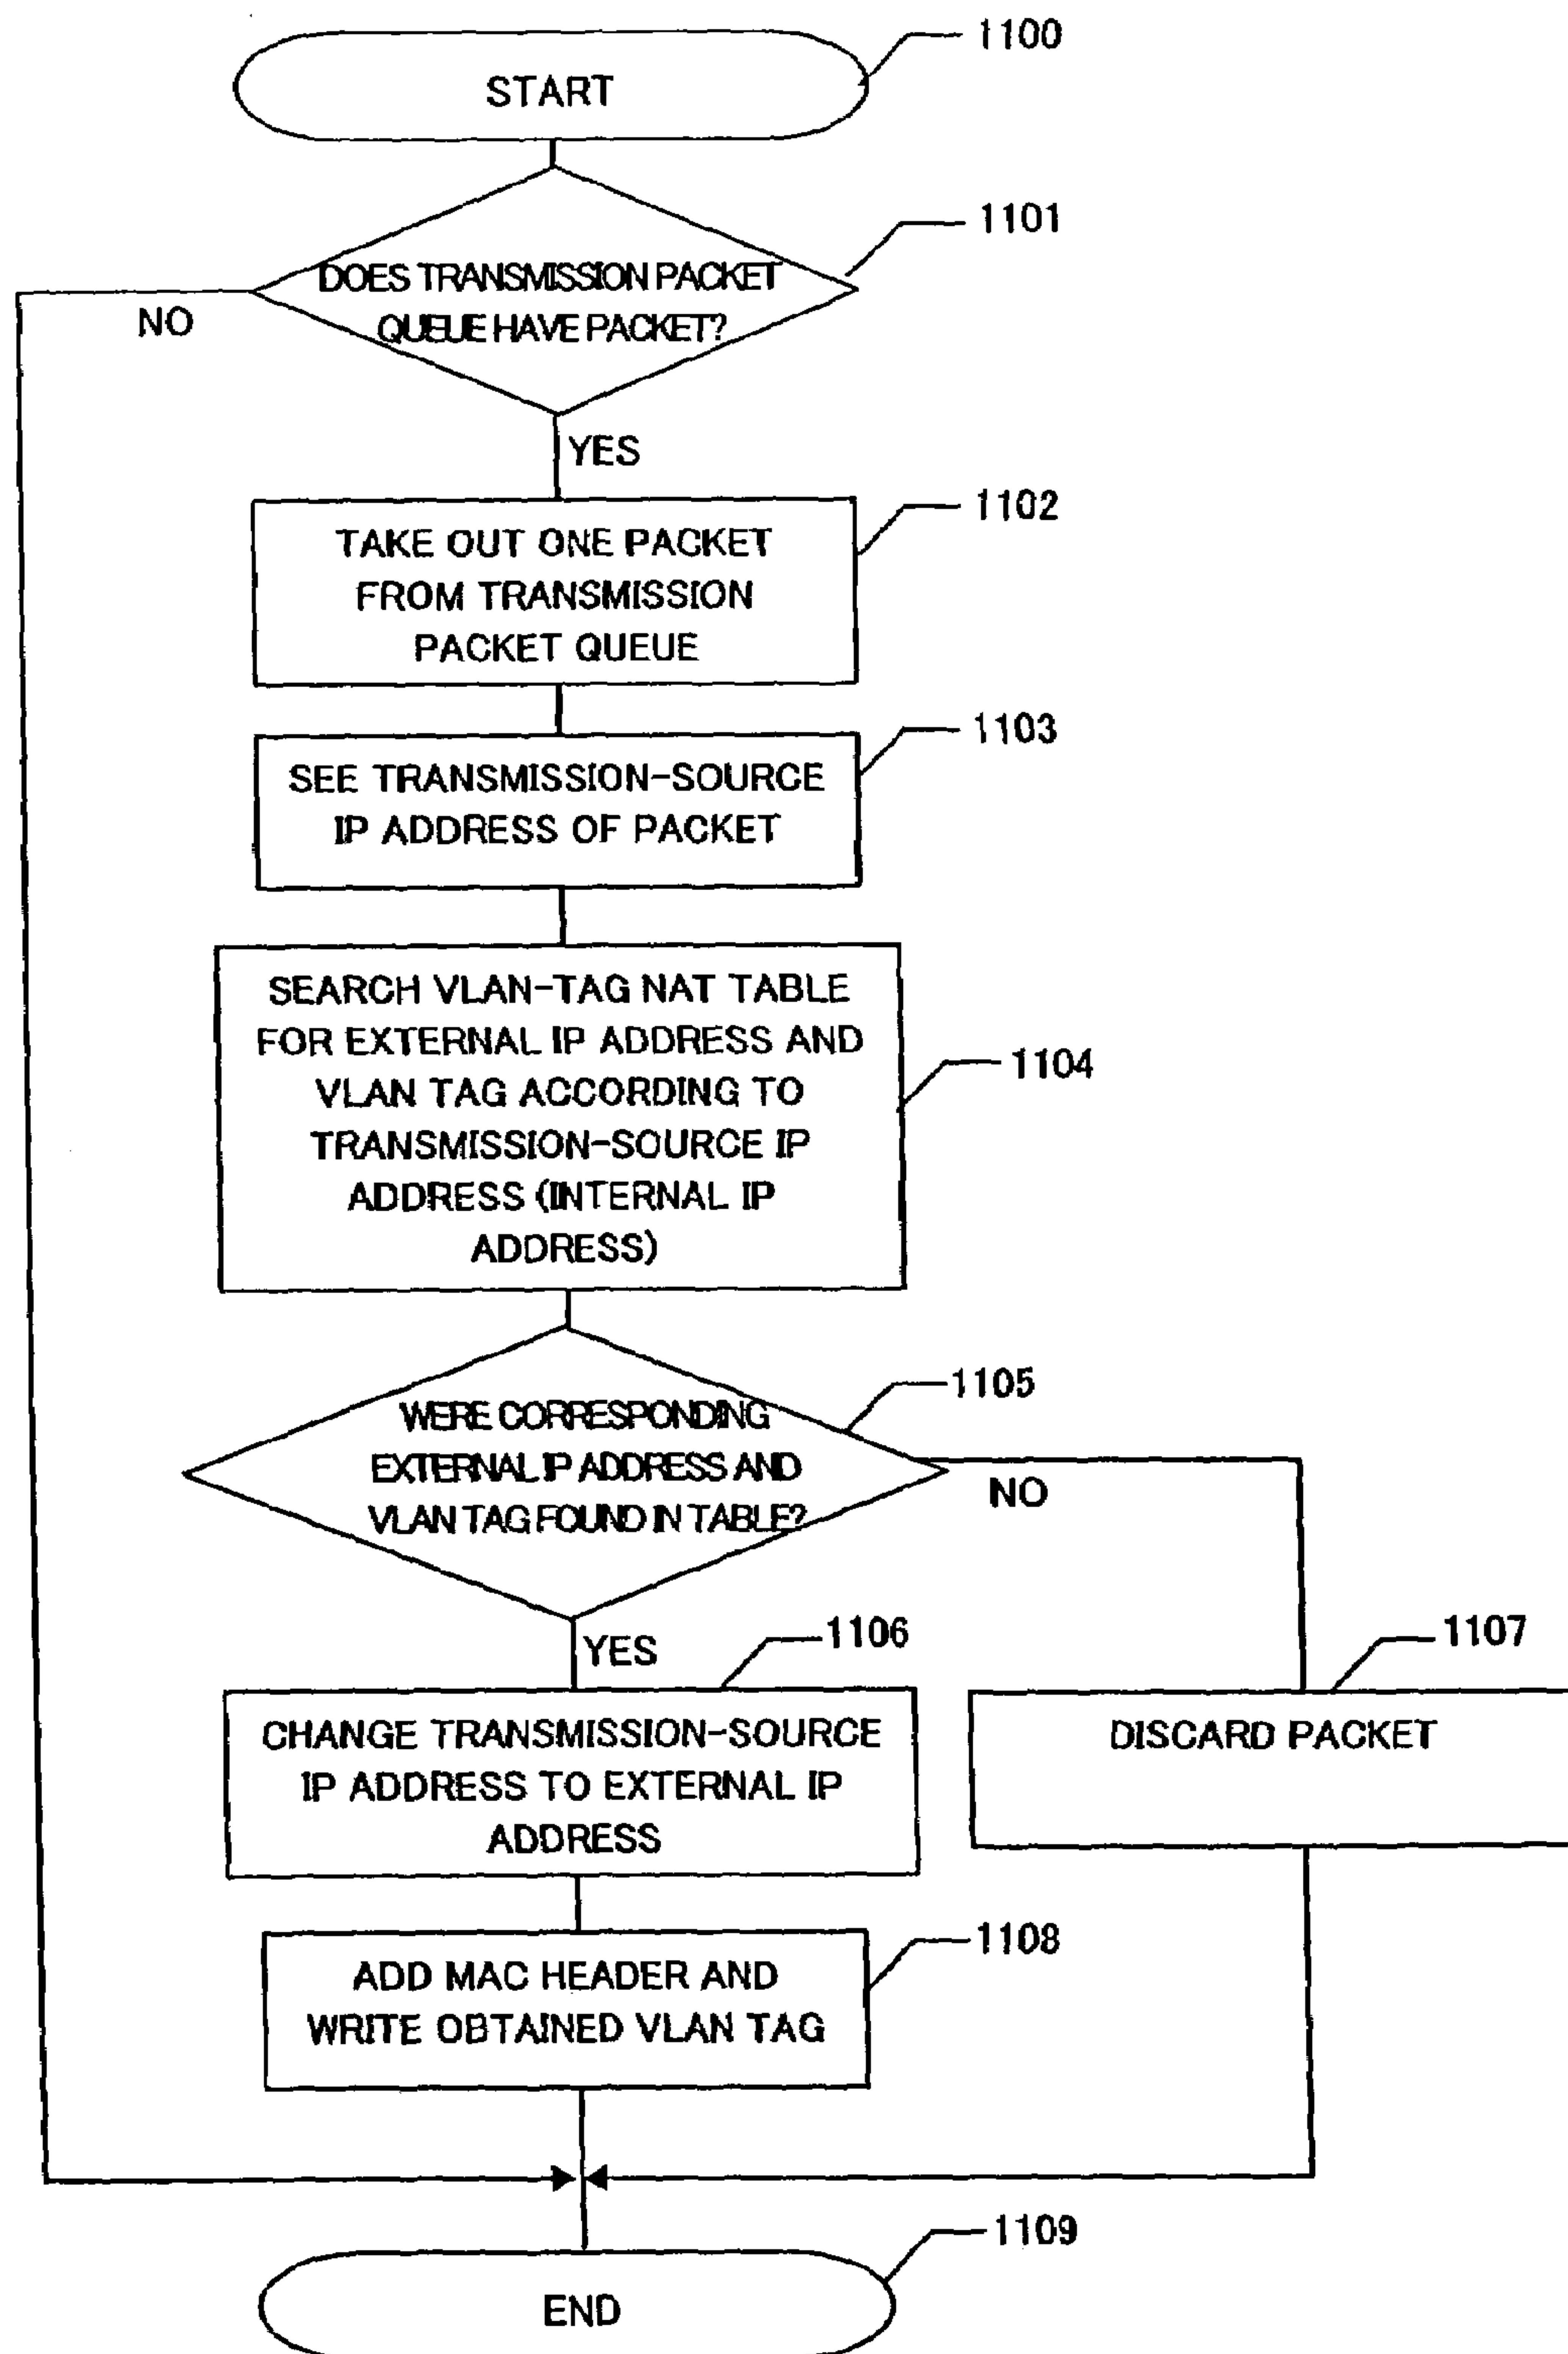 1100
START
1101
DOES TRANSMISSION PACKET
QUEUE HAVE PACKET?
NO
YES
1102
TAKE OUT ONE PACKET
FROM TRANSMISSION
PACKET QUEUE
1103
SEE TRANSMISSION-SOURCE
IP ADDRESS OF PACKET
SEARCH VLAN-TAG NAT TABLE
FOR EXTERNAL IP ADDRESS AND
VLAN TAG ACCORDING TO
TRANSMISSION-SOURCE IP
ADDRESS (INTERNAL IP
ADDRESS)
1104
1105
WERE CORRESPONDING
EXTERNAL IP ADDRESS AND
VLAN TAG FOUND IN TABLE?
NO
YES
1106
1107
CHANGE TRANSMISSION-SOURCE
IP ADDRESS TO EXTERNAL IP
ADDRESS
DISCARD PACKET
1108
ADD MAC HEADER AND
WRITE OBTAINED VLAN TAG
1109
END